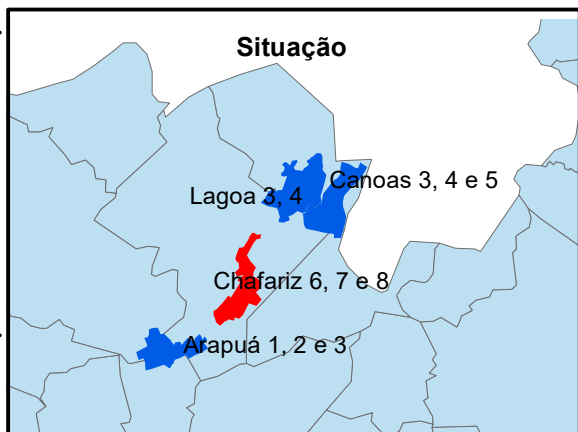 Situação
Canoas 3, 4 e 5
Lagoa 3, 4
Chafariz 6, 7 e 8
Arapuá 1, 2 e 3